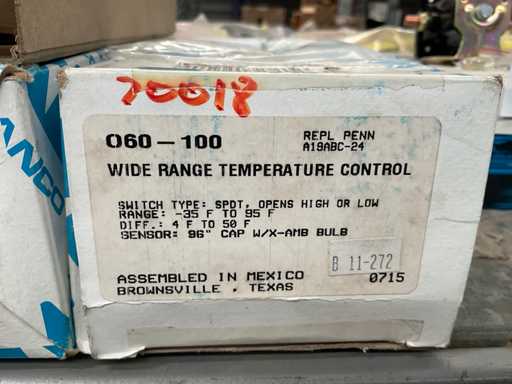 70018
060-100
REPL PENN
A19ABC-24
WIDE RANGE TEMPERATURE CONTROL
SWITCH TYPE: SPDT, OPENS HIGH OR LOW
RANGE: -35 F TO 95 F
DIFF.: 4 F TO 50 F
SENSOR: 96" CAP W/X-AMB BULB
B 11-272
ASSEMBLED IN MEXICO
0715
BROWNSVILLE , TEXAS
ANCO